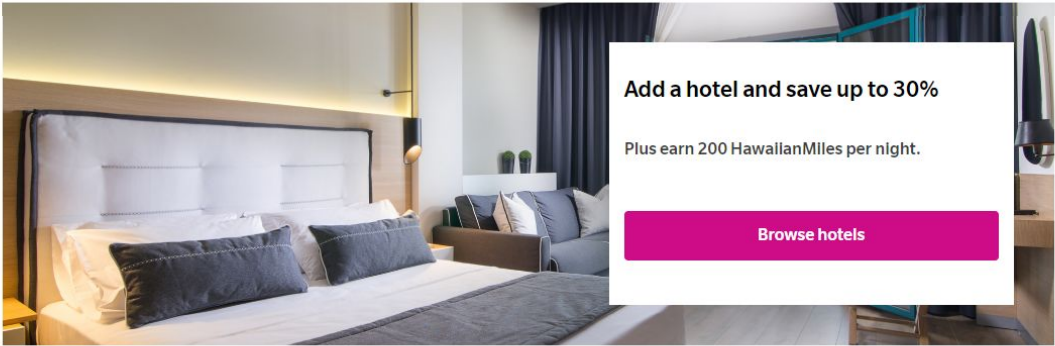 Add a hotel and save up to 30%
Plus earn 200 HawaiianMiles per night.
Browse hotels